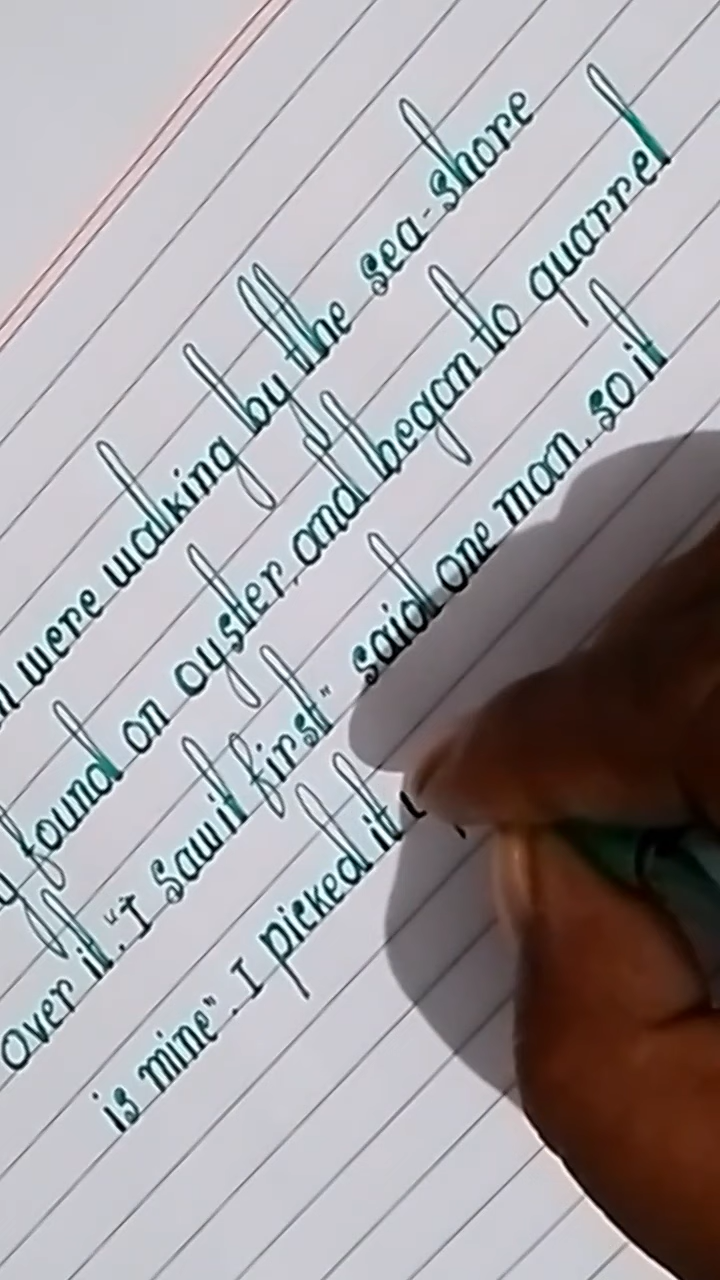 were walking by the sea-shore
found an oyster, and began to quarrel
over it. "I saw it first" said one man, so it
is mine". I picked it